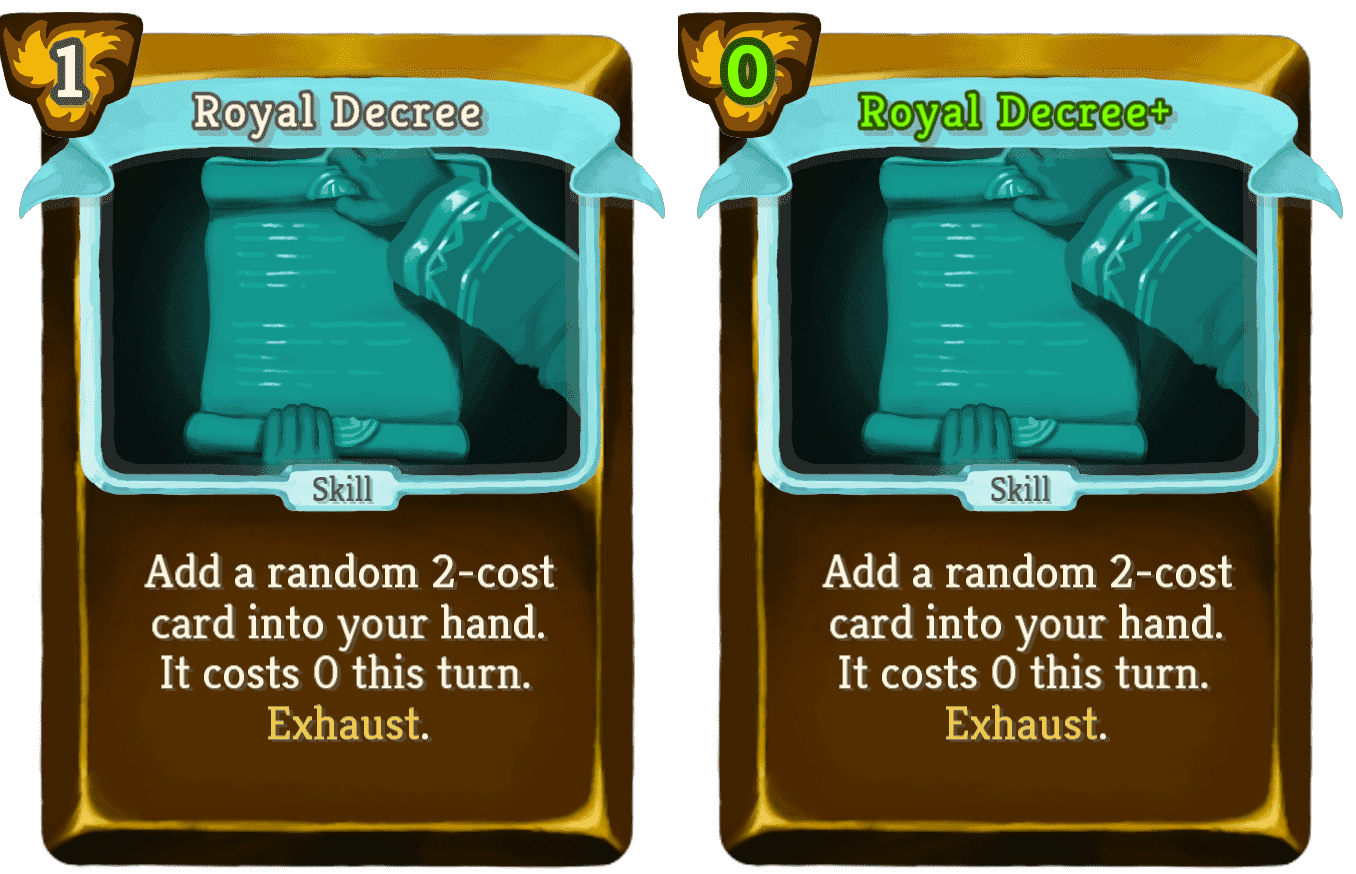 1
Royal Decree
Skill
Add a random 2-cost
card into your hand.
It costs 0 this turn.
Exhaust.
0
Royal Decree+
Skill
Add a random 2-cost
card into your hand.
It costs 0 this turn.
Exhaust.